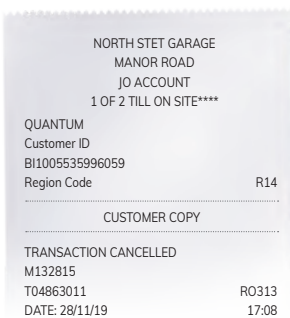 NORTH STET GARAGE
MANOR ROAD
JO ACCOUNT
1 OF 2 TILL ON SITE****
QUANTUM
Customer ID
BI1005535996059
Region Code R14
CUSTOMER COPY
TRANSACTION CANCELLED
M132815
T04863011 RO313
DATE: 28/11/19 17:08